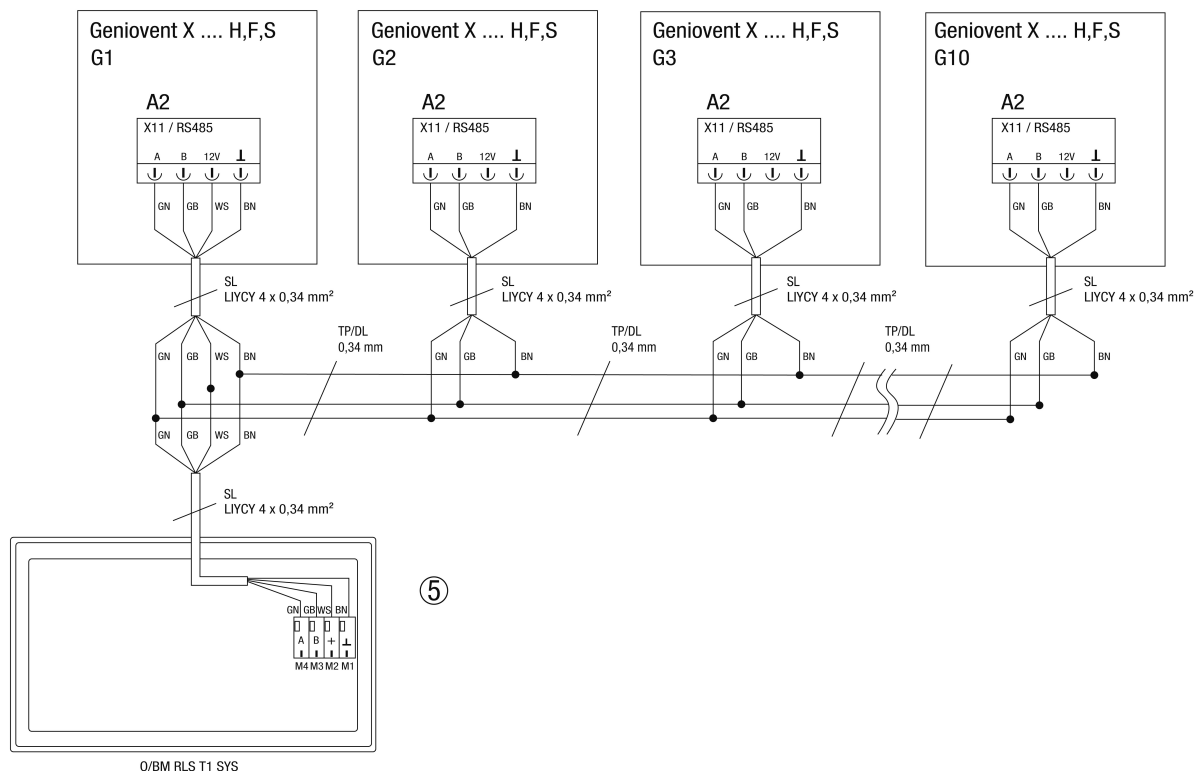 Geniovent X .... H,F,S
G1
A2
X11 / RS485
A B 12V ⊥
GN GB WS BN
SL
LIYCY 4 x 0,34 mm²
Geniovent X .... H,F,S
G2
A2
X11 / RS485
A B 12V ⊥
GN GB BN
SL
LIYCY 4 x 0,34 mm²
Geniovent X .... H,F,S
G3
A2
X11 / RS485
A B 12V ⊥
GN GB BN
SL
LIYCY 4 x 0,34 mm²
Geniovent X .... H,F,S
G10
A2
X11 / RS485
A B 12V ⊥
GN GB BN
SL
LIYCY 4 x 0,34 mm²
TP/DL
0,34 mm
TP/DL
0,34 mm
TP/DL
0,34 mm
GN GB WS BN
GN GB BN
GN GB BN
GN GB BN
GN GB WS BN
SL
LIYCY 4 x 0,34 mm²
⑤
GN GB WS BN
A B + ⊥
M4 M3 M2 M1
O/BM RLS T1 SYS